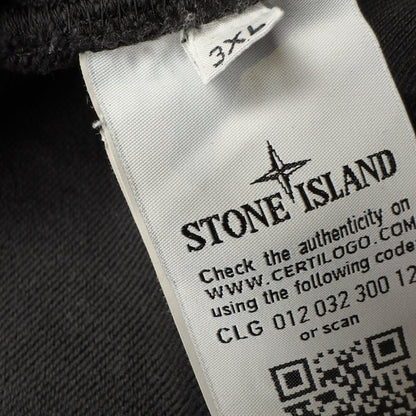 3XL
STONE ISLAND
Check the authenticity on
WWW.CERTILOGO.COM
using the following code
CLG 012 032 300 12
or scan